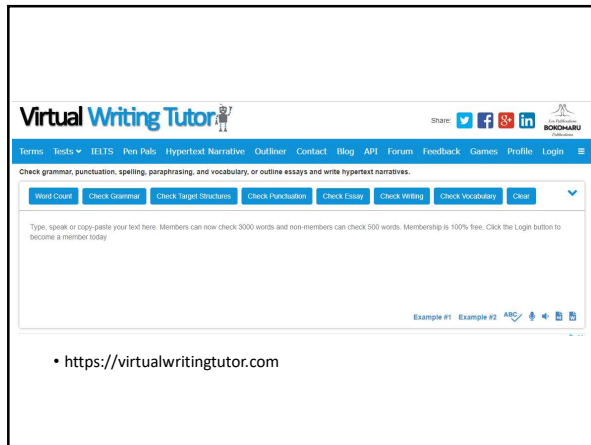 Virtual Writing Tutor
Share:
BOKOMARU
Publications
Terms Tests IELTS Pen Pals Hypertext Narrative Outliner Contact Blog API Forum Feedback Games Profile Login
Check grammar, punctuation, spelling, paraphrasing, and vocabulary, or outline essays and write hypertext narratives.
Word Count Check Grammar Check Target Structures Check Punctuation Check Essay Check Writing Check Vocabulary Clear
Type, speak or copy-paste your text here. Members can now check 3000 words and non-members can check 500 words. Membership is 100% free. Click the Login button to
become a member today
Example #1 Example #2 ABC
• https://virtualwritingtutor.com